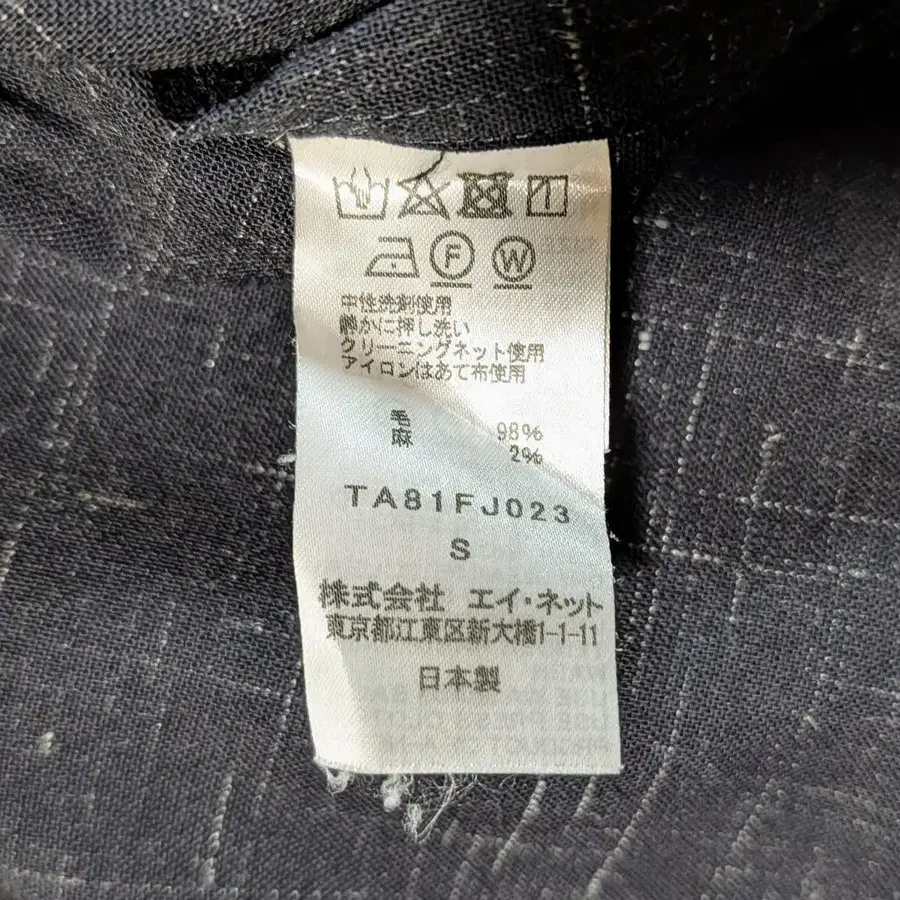 F W
中性洗剤使用
静かに押し洗い
クリーニングネット使用
アイロンはあて布使用
毛 98%
麻 2%
TA81FJ023
S
株式会社 エイ・ネット
東京都江東区新大橋1-1-11
日本製